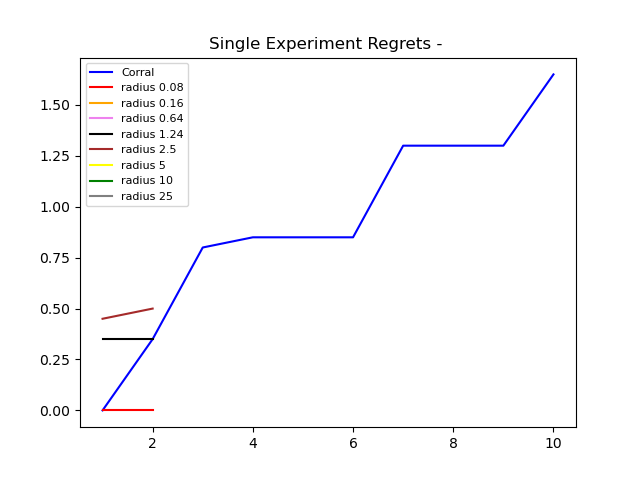 Single Experiment Regrets -
Corral
radius 0.08
radius 0.16
radius 0.64
radius 1.24
radius 2.5
radius 5
radius 10
radius 25
1.50
1.25
1.00
0.75
0.50
0.25
0.00
2 4 6 8 10